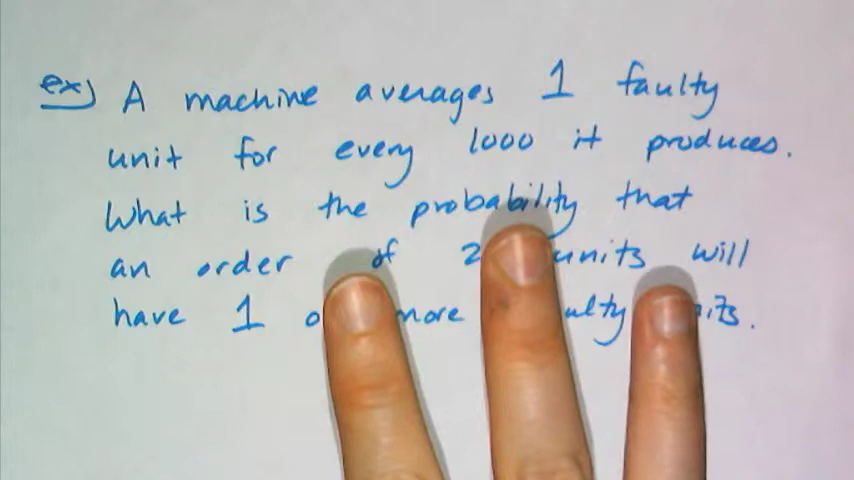 ex) A machine averages 1 faulty
unit for every 1000 it produces.
What is the probability that
an order of units will
have 1 more